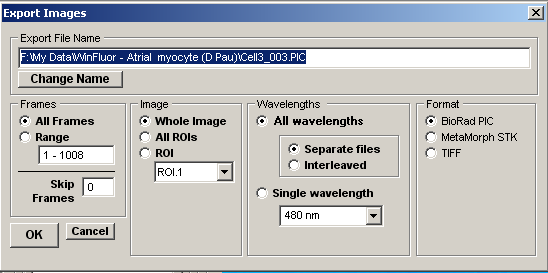 Export Images
Export File Name
F:\My Data\WinFluor - Atrial myocyte (D Pau)\Cell3_003.PIC
Change Name
Frames
All Frames
Range
1 - 1008
Skip Frames
0
OK
Cancel
Image
Whole Image
All ROIs
ROI
ROI.1
Wavelengths
All wavelengths
Separate files
Interleaved
Single wavelength
480 nm
Format
BioRad PIC
MetaMorph STK
TIFF